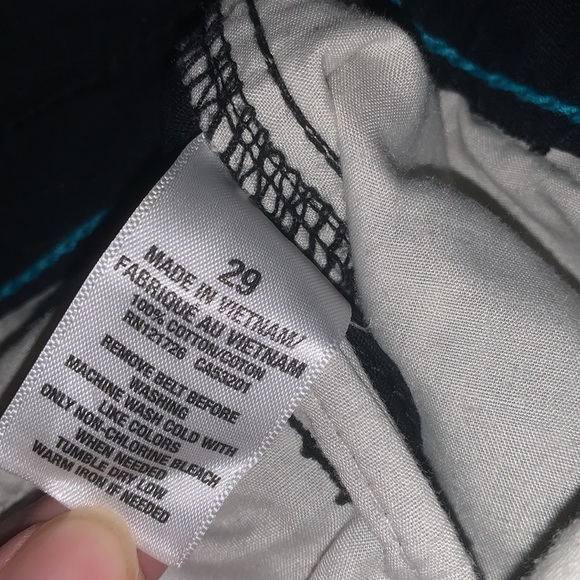 29
MADE IN VIETNAM/
FABRIQUE AU VIETNAM
100% COTTON/COTON
RN121726 CA53201
REMOVE BELT BEFORE
WASHING
MACHINE WASH COLD WITH
LIKE COLORS
ONLY NON-CHLORINE BLEACH
WHEN NEEDED
TUMBLE DRY LOW
WARM IRON IF NEEDED